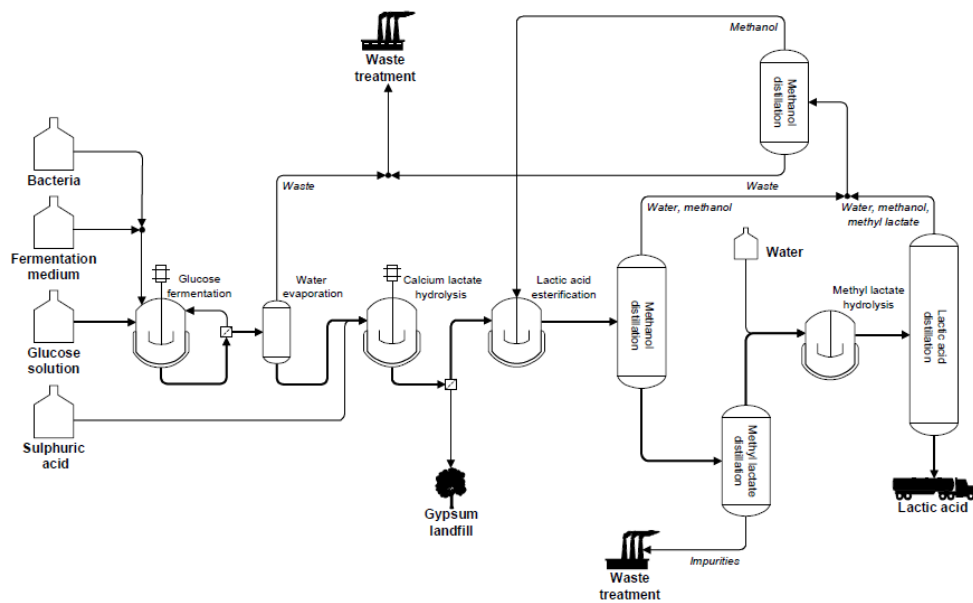 Methanol
Methanol
distillation
Waste
treatment
Bacteria
Waste
Waste
Water, methanol
Water, methanol,
methyl lactate
Fermentation
medium
Water
Glucose
fermentation
Water
evaporation
Calcium lactate
hydrolysis
Lactic acid
esterification
Methyl lactate
hydrolysis
Methanol
distillation
Lactic acid
distillation
Glucose
solution
Sulphuric
acid
Methyl lactate
distillation
Gypsum
landfill
Lactic acid
Waste
treatment
Impurities